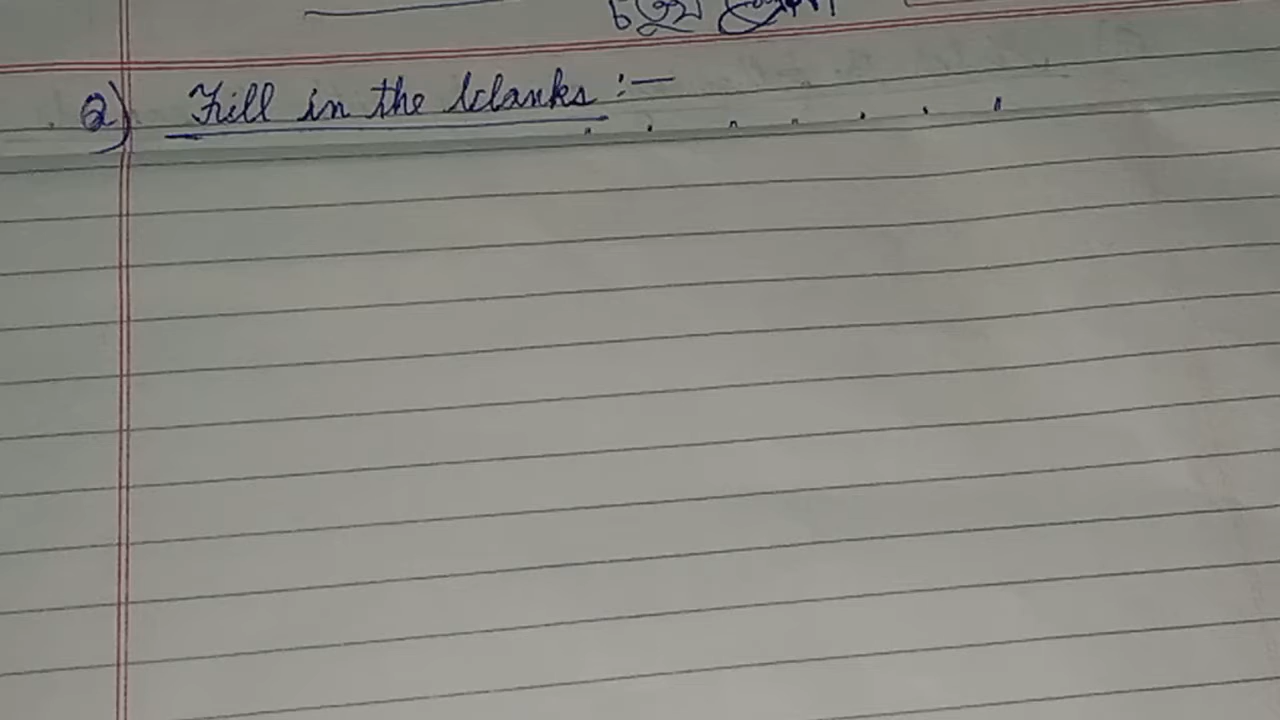 2) Fill in the blanks :—